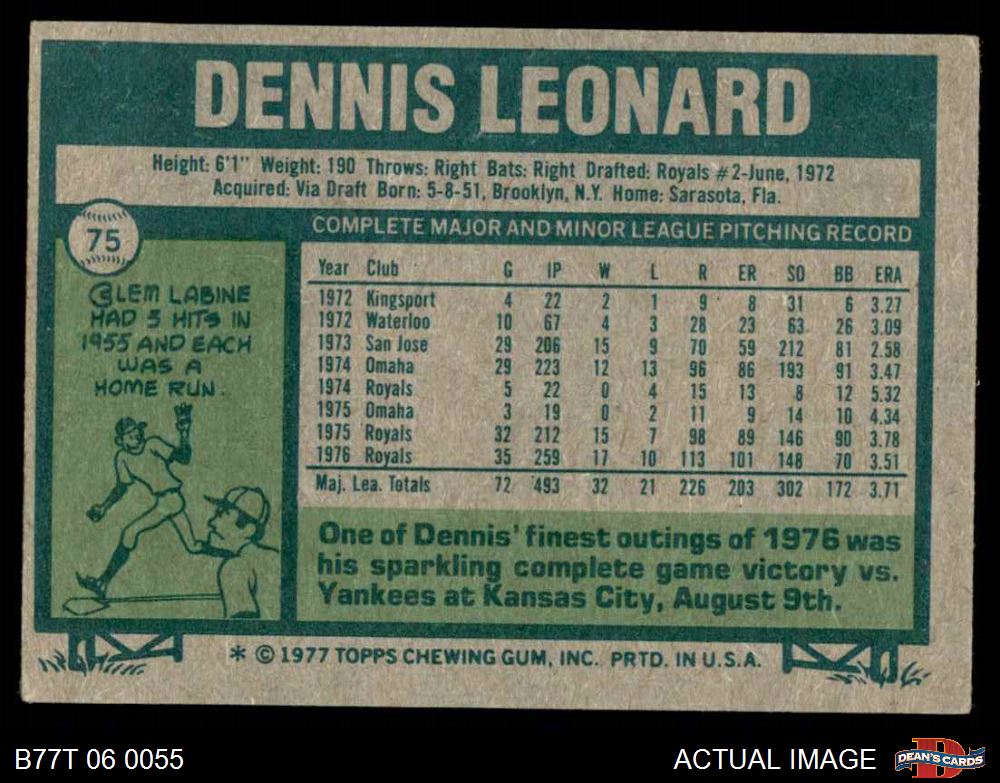 DENNIS LEONARD
Height: 6'1" Weight: 190 Throws: Right Bats: Right Drafted: Royals #2-June, 1972
Acquired: Via Draft Born: 5-8-51, Brooklyn, N.Y. Home: Sarasota, Fla.
75
CLEM LABINE
HAD 5 HITS IN
1955 AND EACH
WAS A
HOME RUN.
COMPLETE MAJOR AND MINOR LEAGUE PITCHING RECORD
Year Club G IP W L R ER SO BB ERA
1972 Kingsport 4 22 2 1 9 8 31 6 3.27
1972 Waterloo 10 67 4 3 28 23 63 26 3.09
1973 San Jose 29 206 15 9 70 59 212 81 2.58
1974 Omaha 29 223 12 13 96 86 193 91 3.47
1974 Royals 5 22 0 4 15 13 8 12 5.32
1975 Omaha 3 19 0 2 11 9 14 10 4.34
1975 Royals 32 212 15 7 98 89 146 90 3.78
1976 Royals 35 259 17 10 113 101 148 70 3.51
Maj. Lea. Totals 72 493 32 21 226 203 302 172 3.71
One of Dennis' finest outings of 1976 was
his sparkling complete game victory vs.
Yankees at Kansas City, August 9th.
* © 1977 TOPPS CHEWING GUM, INC. PRTD. IN U.S.A.
B77T 06 0055
ACTUAL IMAGE
D
DEAN'S CARDS